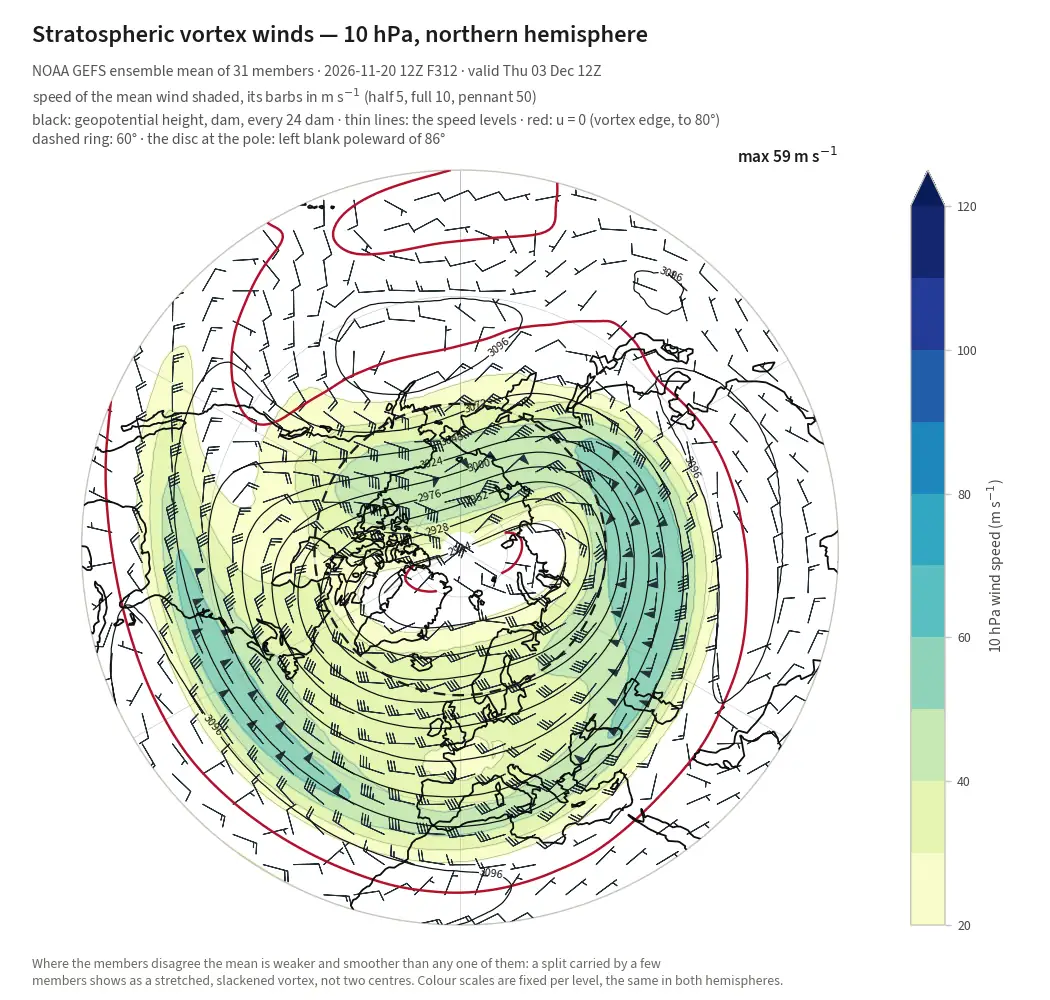 Stratospheric vortex winds — 10 hPa, northern hemisphere
NOAA GEFS ensemble mean of 31 members · 2026-11-20 12Z F312 · valid Thu 03 Dec 12Z
speed of the mean wind shaded, its barbs in m s⁻¹ (half 5, full 10, pennant 50)
black: geopotential height, dam, every 24 dam · thin lines: the speed levels · red: u = 0 (vortex edge, to 80°)
dashed ring: 60° · the disc at the pole: left blank poleward of 86°
max 59 m s⁻¹
120
100
80
60
40
20
10 hPa wind speed (m s⁻¹)
3096
3096
3072
3048
3024
3000
2976
2952
2928
3096
3096
3096
Where the members disagree the mean is weaker and smoother than any one of them: a split carried by a few
members shows as a stretched, slackened vortex, not two centres. Colour scales are fixed per level, the same in both hemispheres.